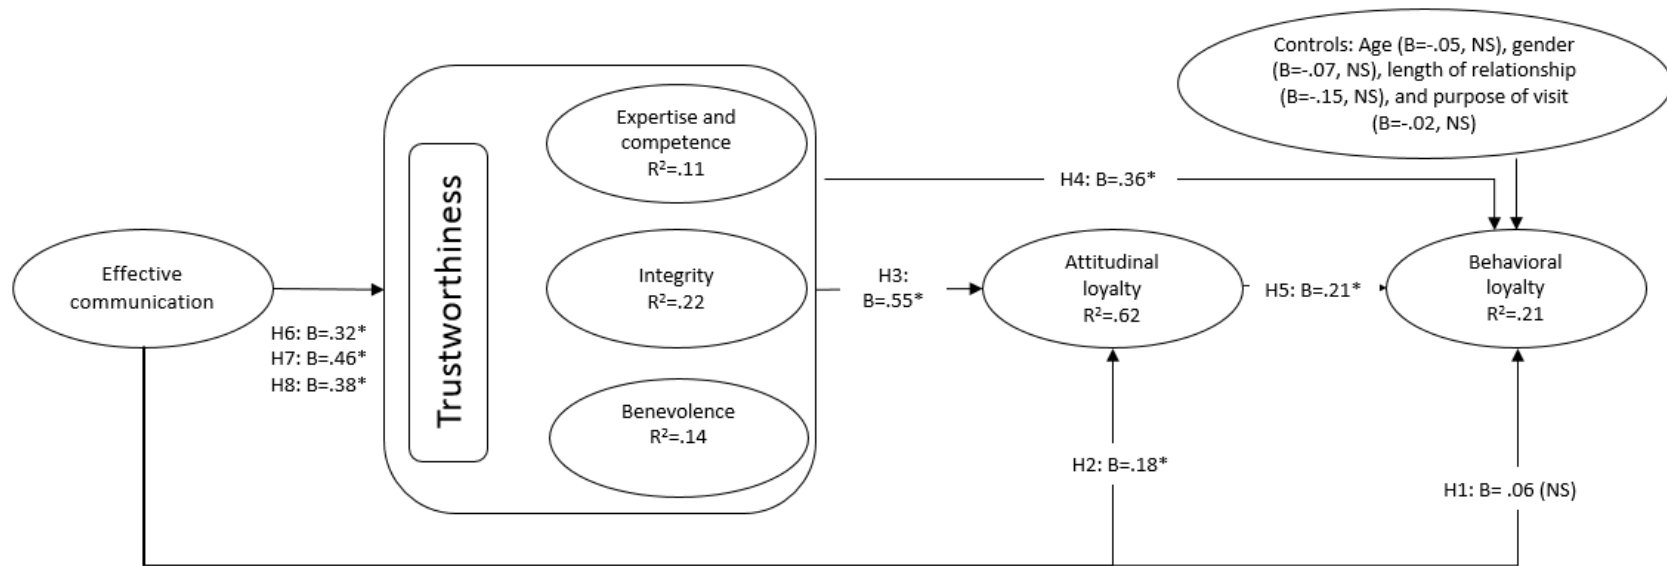 Controls: Age (B=-.05, NS), gender
(B=-.07, NS), length of relationship
(B=-.15, NS), and purpose of visit
(B=-.02, NS)
Expertise and
competence
R²=.11
H4: B=.36*
Trustworthiness
Effective
communication
Integrity
R²=.22
H3:
B=.55*
Attitudinal
loyalty
R²=.62
H5: B=.21*
Behavioral
loyalty
R²=.21
H6: B=.32*
H7: B=.46*
H8: B=.38*
Benevolence
R²=.14
H2: B=.18*
H1: B= .06 (NS)